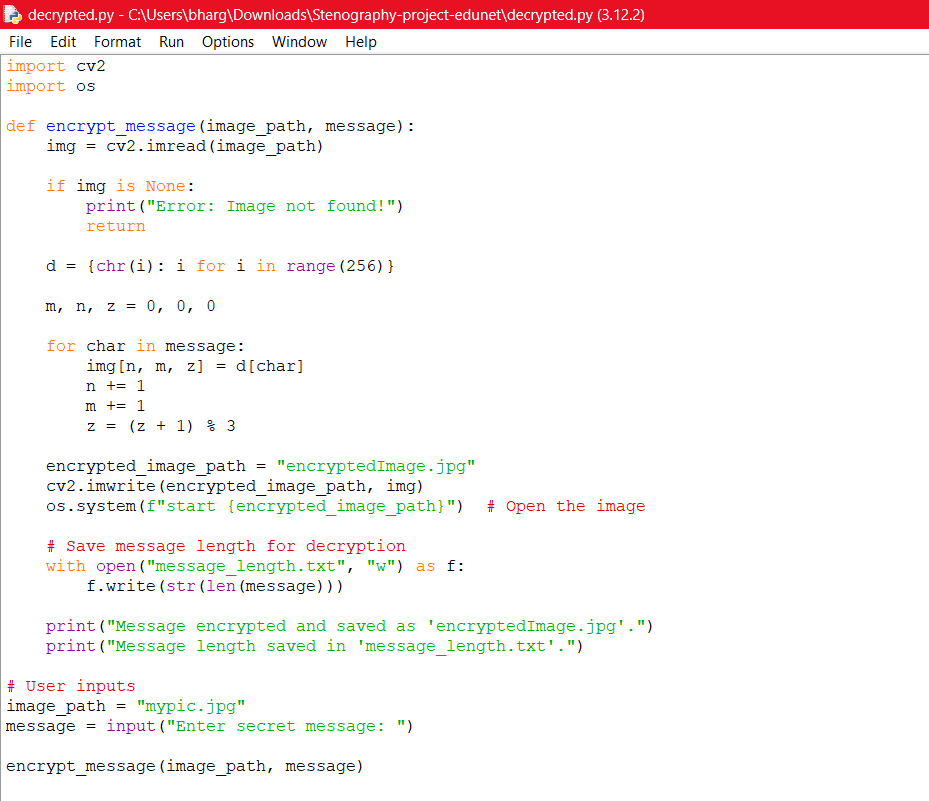 decrypted.py - C:\Users\bharg\Downloads\Stenography-project-edunet\decrypted.py (3.12.2)
File Edit Format Run Options Window Help
import cv2
import os
def encrypt_message(image_path, message):
    img = cv2.imread(image_path)
    if img is None:
        print("Error: Image not found!")
        return
    d = {chr(i): i for i in range(256)}
    m, n, z = 0, 0, 0
    for char in message:
        img[n, m, z] = d[char]
        n += 1
        m += 1
        z = (z + 1) % 3
    encrypted_image_path = "encryptedImage.jpg"
    cv2.imwrite(encrypted_image_path, img)
    os.system(f"start {encrypted_image_path}")  # Open the image
    # Save message length for decryption
    with open("message_length.txt", "w") as f:
        f.write(str(len(message)))
    print("Message encrypted and saved as 'encryptedImage.jpg'.")
    print("Message length saved in 'message_length.txt'.")
# User inputs
image_path = "mypic.jpg"
message = input("Enter secret message: ")
encrypt_message(image_path, message)